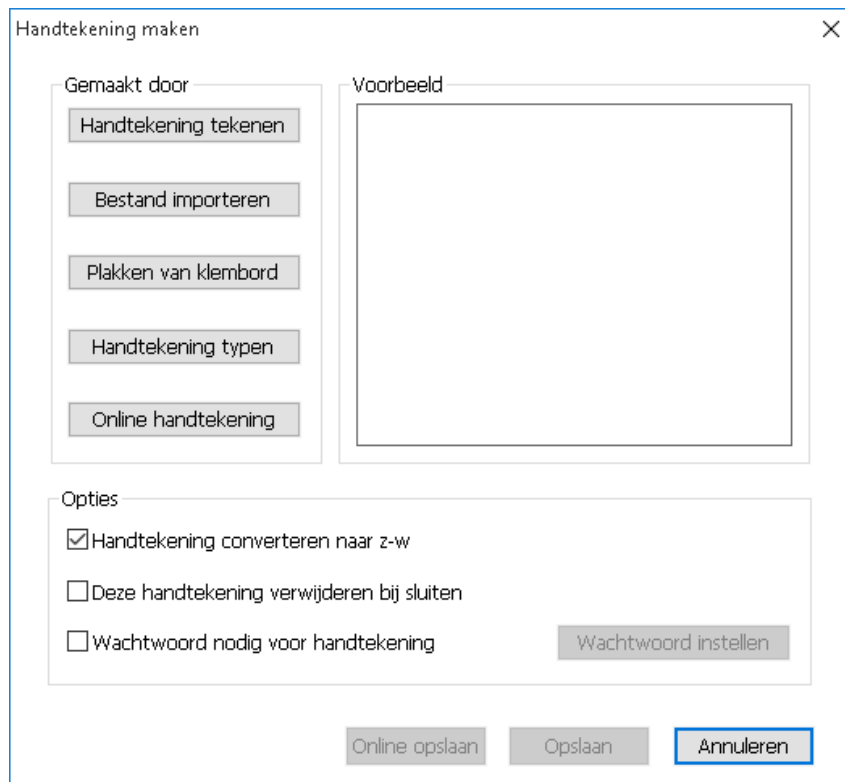 Handtekening maken
Gemaakt door
Handtekening tekenen
Bestand importeren
Plakken van klembord
Handtekening typen
Online handtekening
Voorbeeld
Opties
Handtekening converteren naar z-w
Deze handtekening verwijderen bij sluiten
Wachtwoord nodig voor handtekening
Wachtwoord instellen
Online opslaan
Opslaan
Annuleren